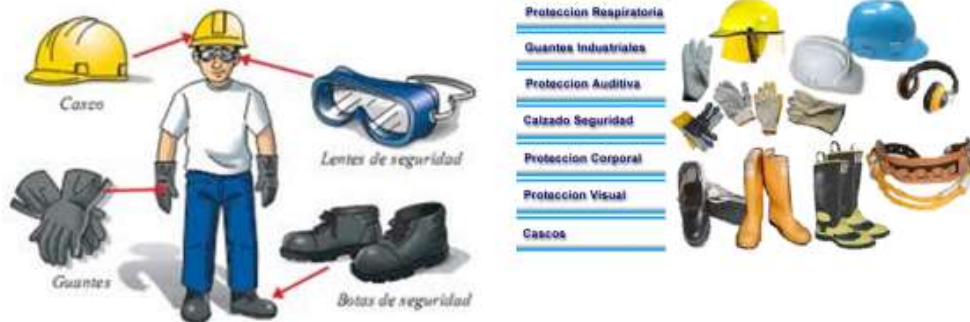 Casco
Lentes de seguridad
Guantes
Botas de seguridad
Proteccion Respiratoria
Guantes Industriales
Proteccion Auditiva
Calzado Seguridad
Proteccion Corporal
Proteccion Visual
Cascos